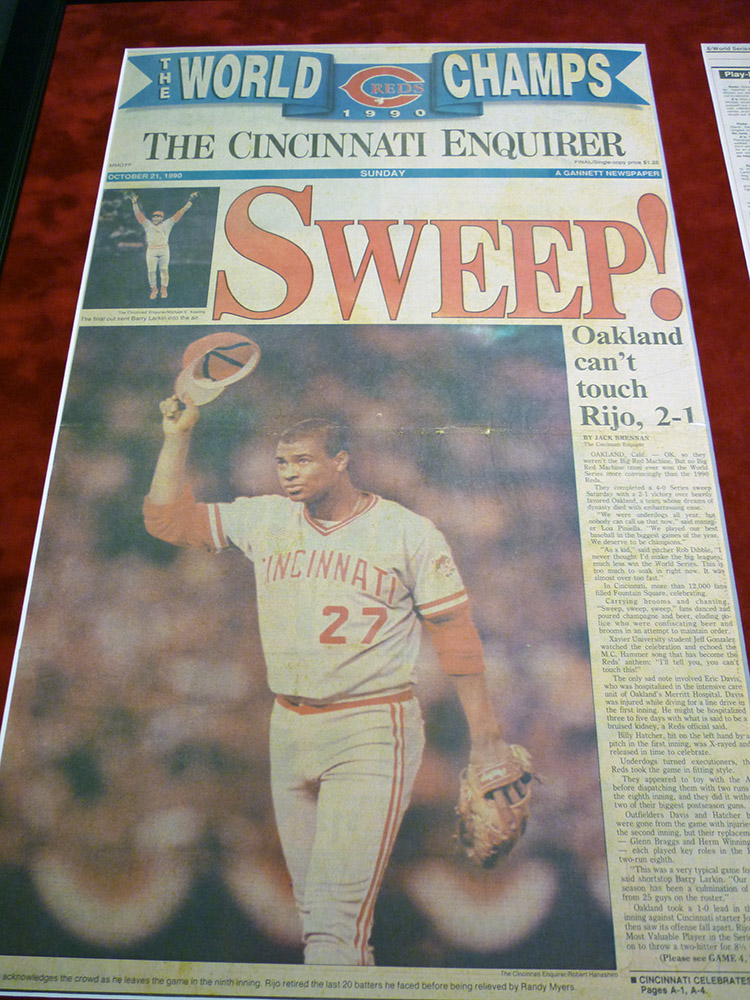 THE WORLD REDS CHAMPS
1990
THE CINCINNATI ENQUIRER
FINAL/Single-copy price
OCTOBER 21, 1990 SUNDAY A GANNETT NEWSPAPER
SWEEP!
The Cincinnati Enquirer/Michael E. Keating
The final out sent Barry Larkin into the air.
Oakland
can't
touch
Rijo, 2-1
BY JACK BRENNAN
The Cincinnati Enquirer
OAKLAND, Calif. — OK, so they
weren't the Big Red Machine. But no Big
Red Machine team ever won the World
Series more convincingly than the 1990
Reds.
They completed a 4-0 Series sweep
Saturday with a 2-1 victory over heavily
favored Oakland, a team whose dreams of
dynasty died with embarrassing ease.
"We were underdogs all year, but
nobody can call us that now," said manag-
er Lou Piniella. "We played our best
baseball in the biggest games of the year.
We deserve to be champions."
"As a kid," said pitcher Rob Dibble, "I
never thought I'd make the big leagues,
much less win the World Series. This is
too much to soak in right now. It was
almost over too fast."
In Cincinnati, more than 12,000 fans
filled Fountain Square, celebrating.
Carrying brooms and chanting,
"Sweep, sweep, sweep," fans danced and
poured champagne and beer, eluding po-
lice who were confiscating beer and
brooms in an attempt to maintain order.
Xavier University student Jeff Gonzalez
watched the celebration and echoed the
M.C. Hammer song that has become the
Reds' anthem: "I'll tell you, you can't
touch this!"
The only sad note involved Eric Davis,
who was hospitalized in the intensive care
unit of Oakland's Merritt Hospital. Davis
was injured while diving for a line drive in
the first inning. He might be hospitalized
three to five days with what is said to be a
bruised kidney, a Reds official said.
Billy Hatcher, hit on the left hand by a
pitch in the first inning, was X-rayed and
released in time to celebrate.
Underdogs turned executioners, the
Reds took the game in fitting style.
They appeared to toy with the
before dispatching them with two runs
the eighth inning, and they did it
two of their biggest postseason guns.
Outfielders Davis and Hatcher
were gone from the game with
the second inning, but their
— Glenn Braggs and Herm
— each played key roles in the
two-run eighth.
"This was a very typical game
said shortstop Barry Larkin. "Our
season has been a culmination of
from 25 guys on the roster."
Oakland took a 1-0 lead in
inning against Cincinnati starter
then saw its offense fall apart.
Most Valuable Player in the
on to throw a two-hitter for 8⅓
(Please see GAME 4,
CINCINNATI
27
The Cincinnati Enquirer/Robert Hanashiro
acknowledges the crowd as he leaves the game in the ninth inning. Rijo retired the last 20 batters he faced before being relieved by Randy Myers.
■ CINCINNATI
Pages A-1, A-4.
Play-